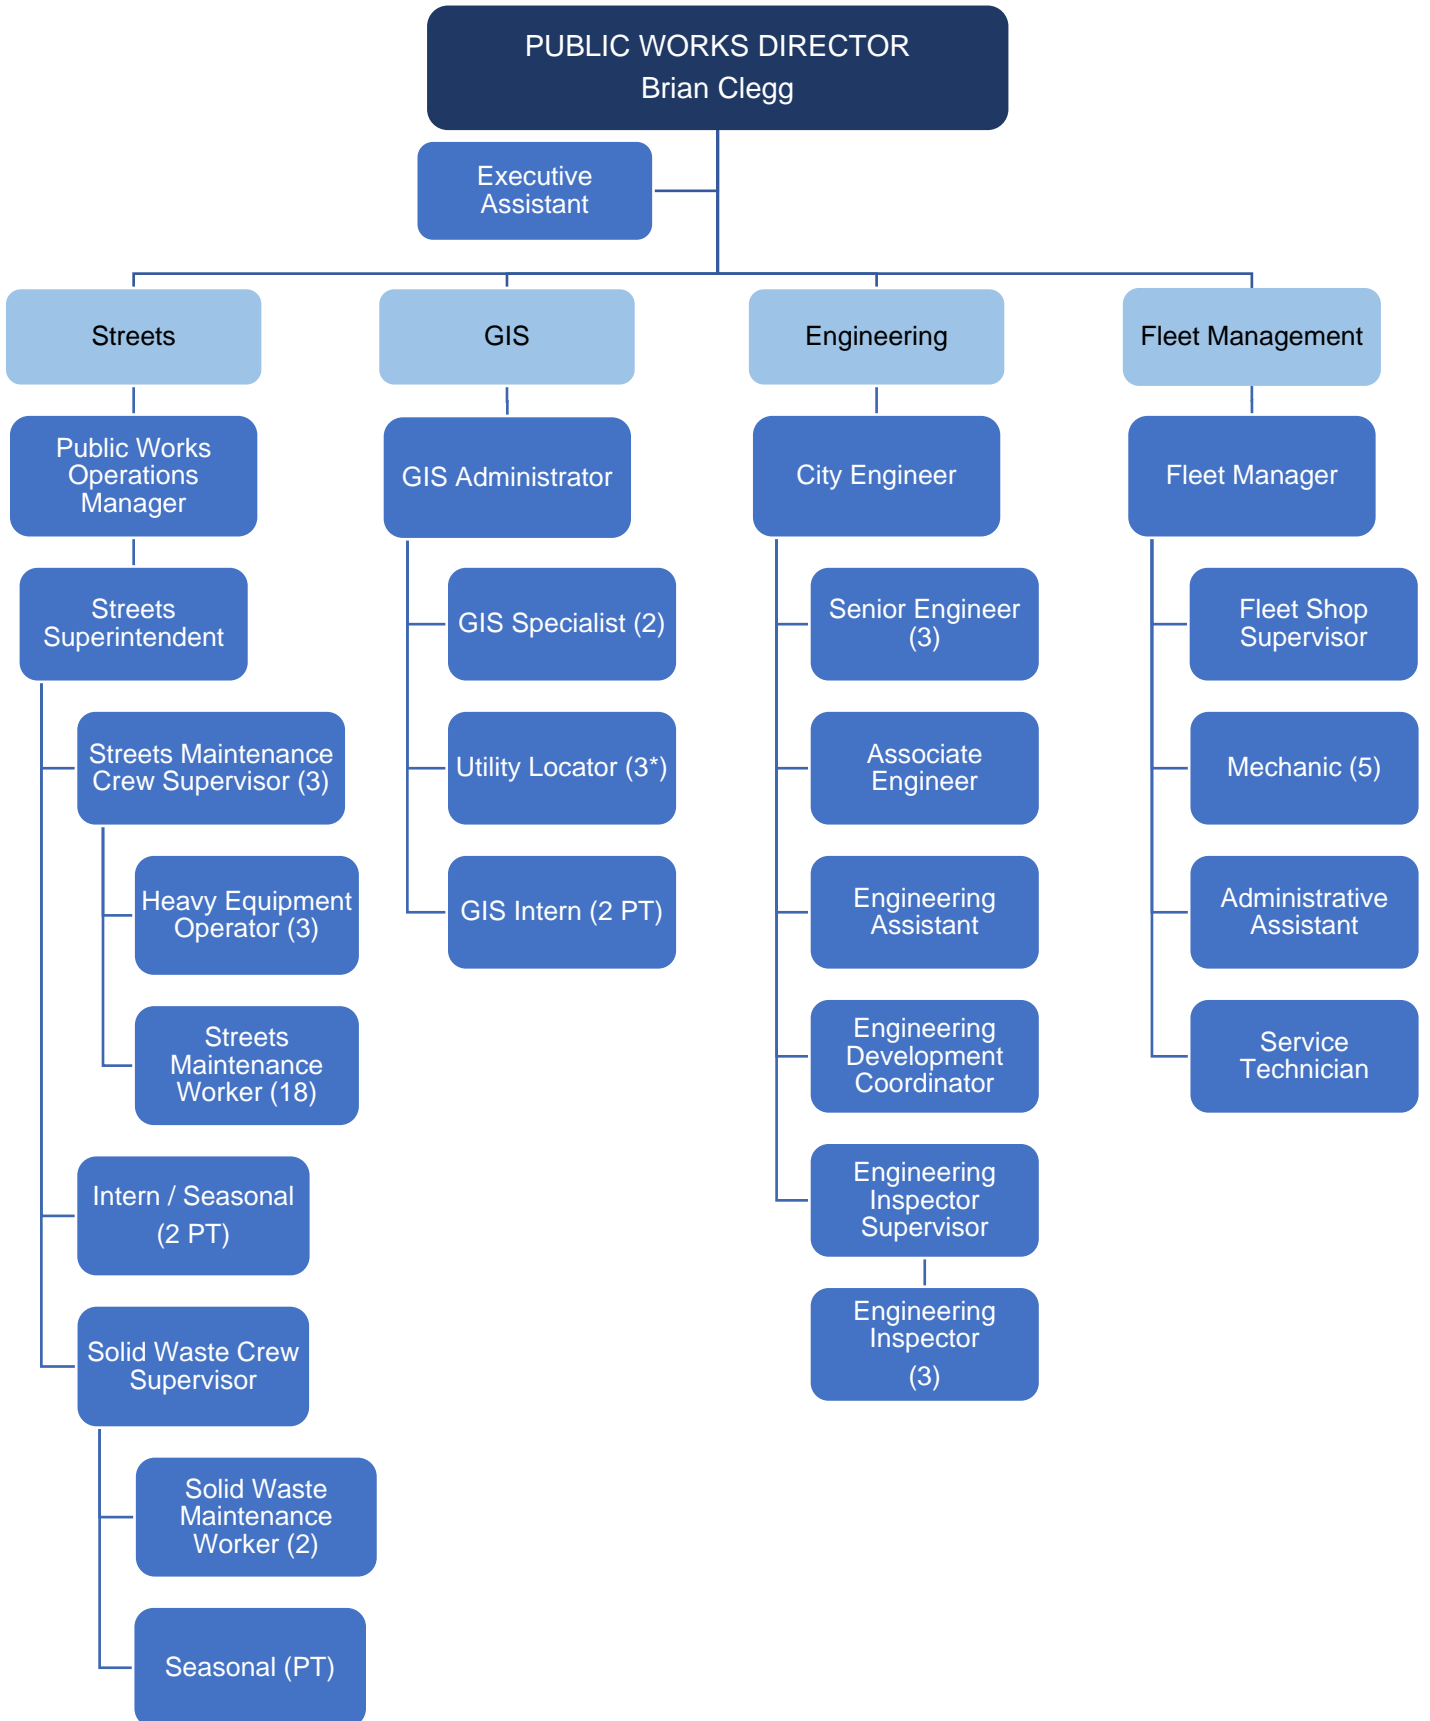 PUBLIC WORKS DIRECTOR
Brian Clegg
Executive
Assistant
Streets
Public Works
Operations
Manager
Streets
Superintendent
Streets Maintenance
Crew Supervisor (3)
Heavy Equipment
Operator (3)
Streets
Maintenance
Worker (18)
Intern / Seasonal
(2 PT)
Solid Waste Crew
Supervisor
Solid Waste
Maintenance
Worker (2)
Seasonal (PT)
GIS
GIS Administrator
GIS Specialist (2)
Utility Locator (3*)
GIS Intern (2 PT)
Engineering
City Engineer
Senior Engineer
(3)
Associate
Engineer
Engineering
Assistant
Engineering
Development
Coordinator
Engineering
Inspector
Supervisor
Engineering
Inspector
(3)
Fleet Management
Fleet Manager
Fleet Shop
Supervisor
Mechanic (5)
Administrative
Assistant
Service
Technician